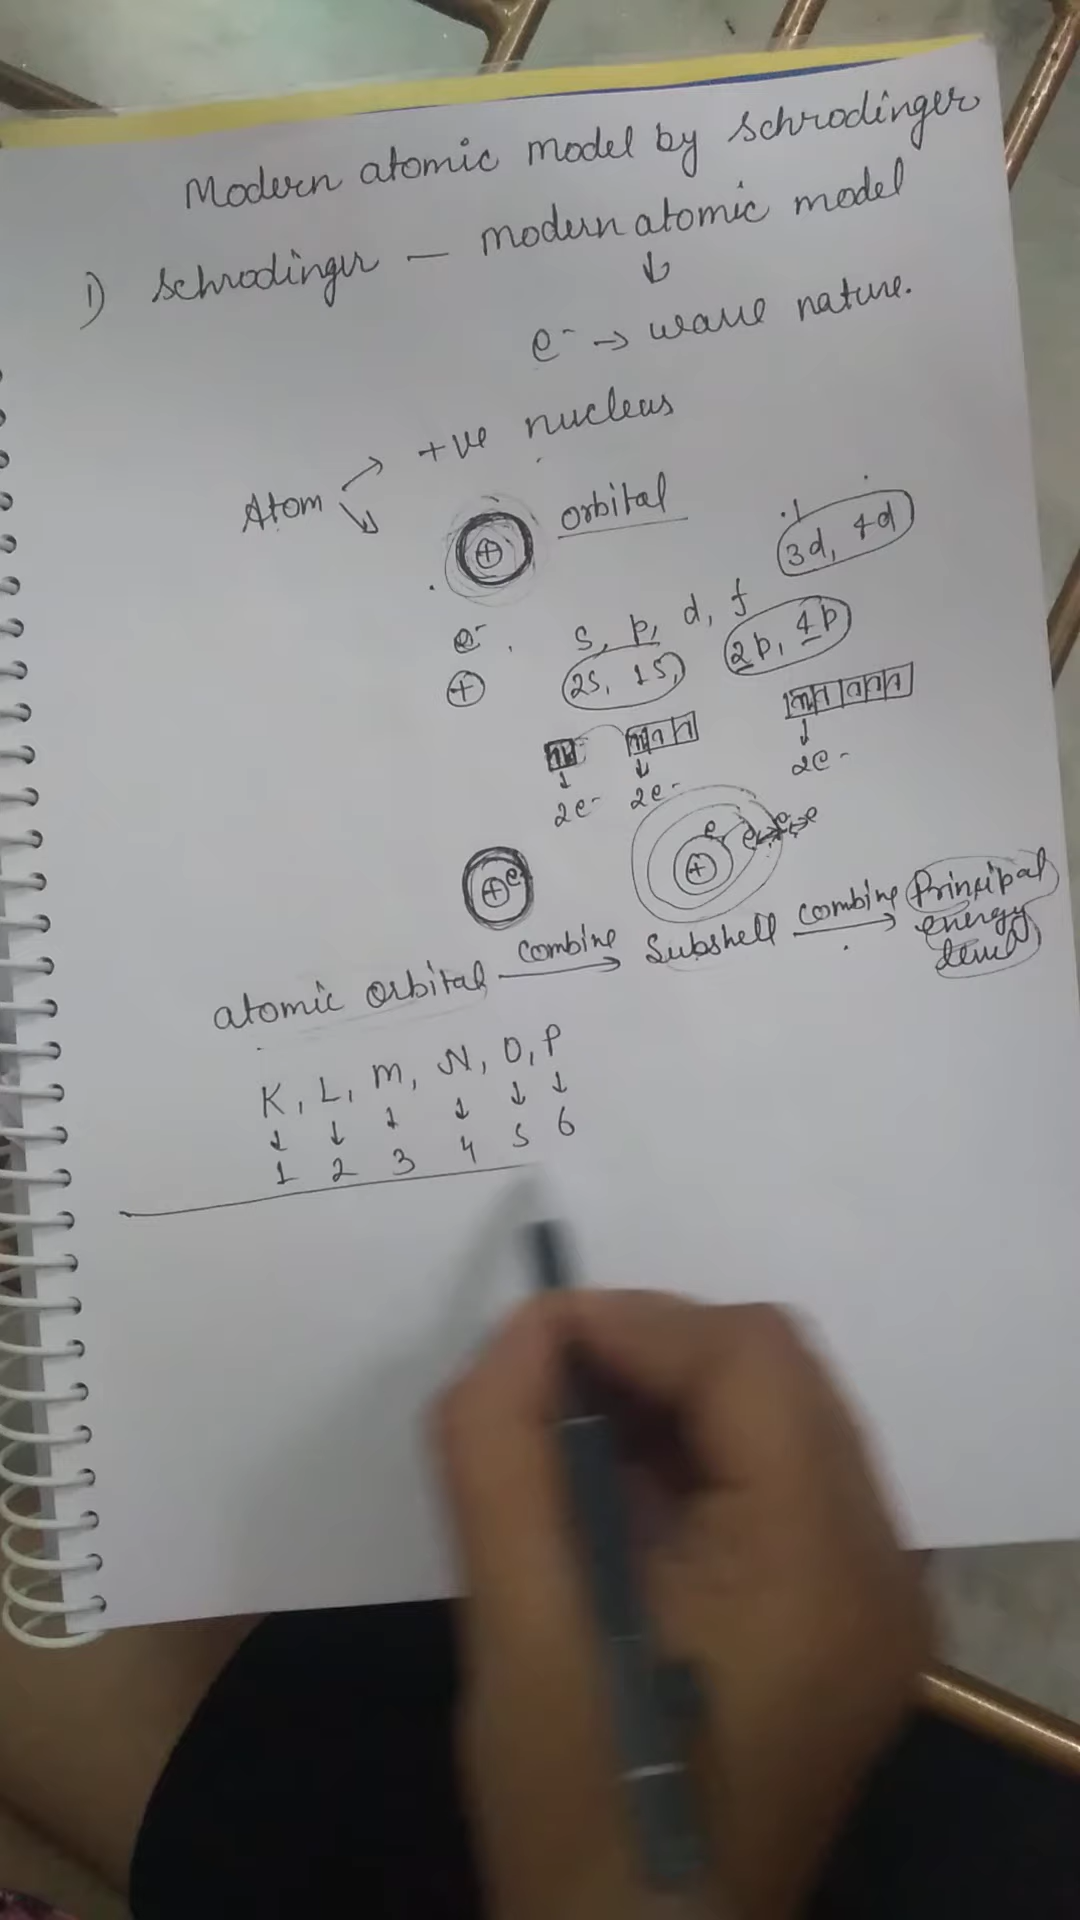 Modern atomic model by schrodinger
1) schrodinger — modern atomic model
↓
e⁻ → wave nature.
Atom → +ve nucleus
orbital
+
3d, 4d
e⁻ s, p, d, f
+ 2s, 1s, 2p, 4p
2e⁻ 2e⁻ 2e⁻
+ e
+ e e e e
atomic orbital combine → Subshell combine → Principal
energy
K, L, M, N, O, P
↓ ↓ ↓ ↓ ↓ ↓
1 2 3 4 5 6